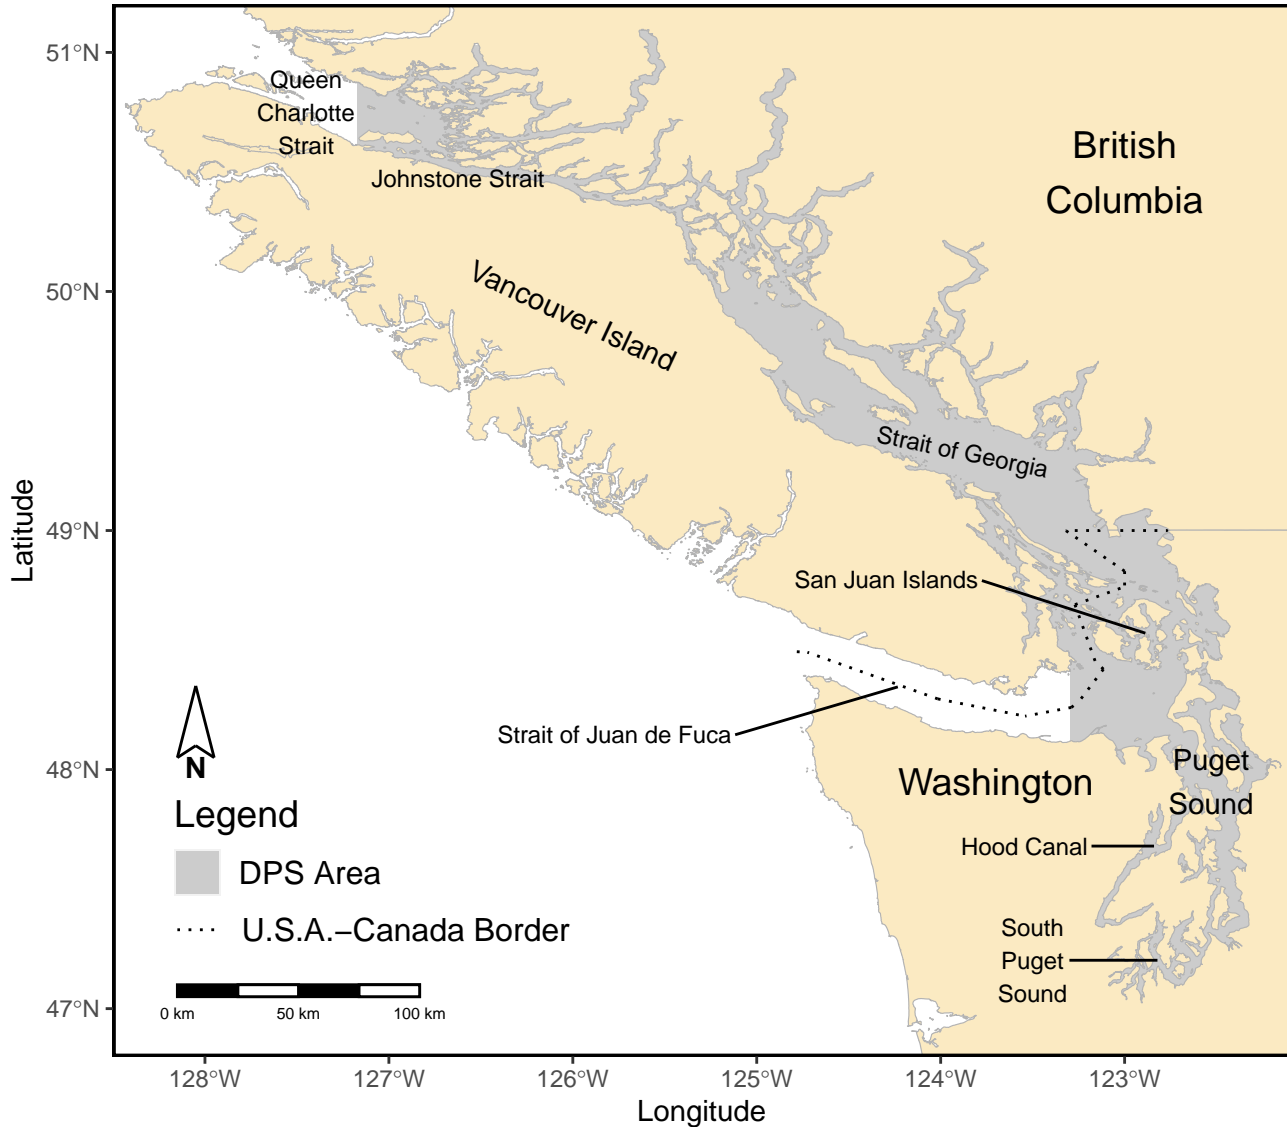 51°N
50°N
49°N
48°N
47°N
Latitude
Queen
Charlotte
Strait
Johnstone Strait
British
Columbia
Vancouver Island
Strait of Georgia
San Juan Islands
Strait of Juan de Fuca
Washington
Puget
Sound
Hood Canal
South
Puget
Sound
N
Legend
DPS Area
U.S.A.−Canada Border
0 km
50 km
100 km
128°W
127°W
126°W
125°W
124°W
123°W
Longitude